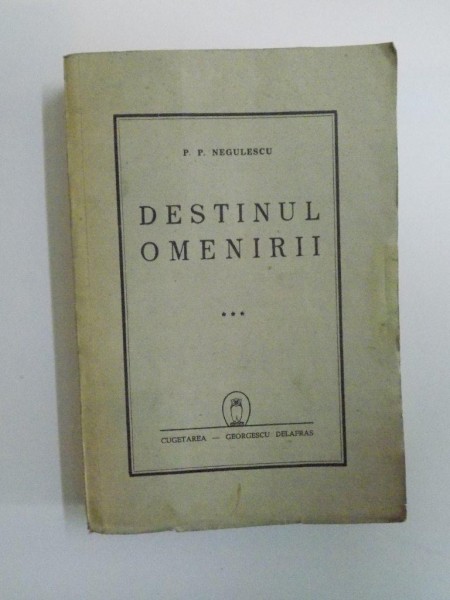 P. P. NEGULESCU
DESTINUL
OMENIRII
***
CUGETAREA — GEORGESCU DELAFRAS